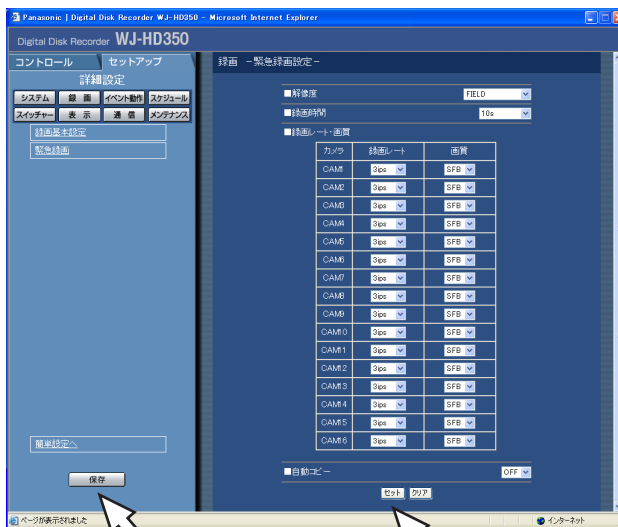 Panasonic | Digital Disk Recorder WJ-HD350 - Microsoft Internet Explorer
Digital Disk Recorder WJ-HD350
コントロール セットアップ
詳細設定
システム 録 画 イベント動作 スケジュール
スイッチャー 表 示 通 信 メンテナンス
録画基本設定
緊急録画
簡単設定へ
保存
録画 －緊急録画設定－
■解像度 FIELD
■録画時間 10s
■録画レート・画質
カメラ 録画レート 画質
CAM1 3ips SFB
CAM2 3ips SFB
CAM3 3ips SFB
CAM4 3ips SFB
CAM5 3ips SFB
CAM6 3ips SFB
CAM7 3ips SFB
CAM8 3ips SFB
CAM9 3ips SFB
CAM10 3ips SFB
CAM11 3ips SFB
CAM12 3ips SFB
CAM13 3ips SFB
CAM14 3ips SFB
CAM15 3ips SFB
CAM16 3ips SFB
■自動コピー OFF
セット クリア
ページが表示されました インターネット